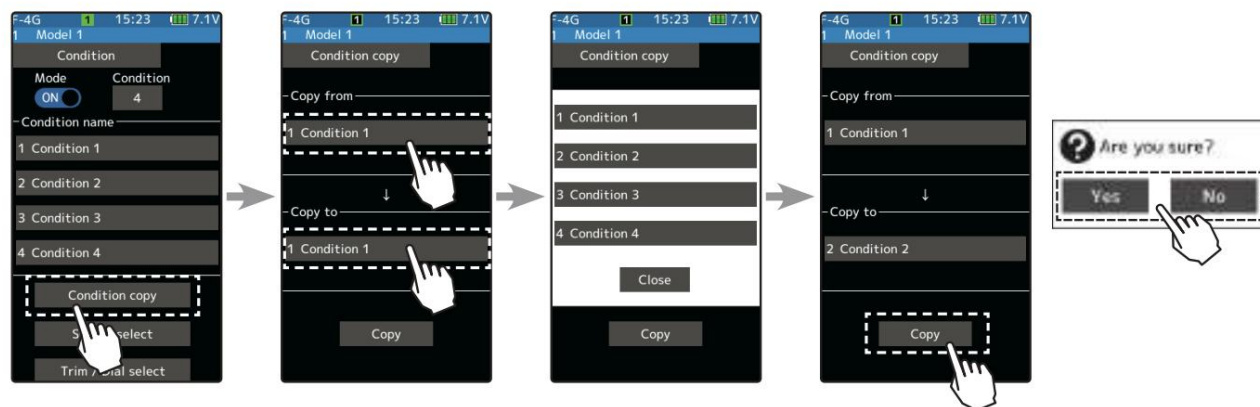 F-4G 1 15:23 7.1V
1 Model 1
Condition
Mode Condition
ON 4
Condition name
1 Condition 1
2 Condition 2
3 Condition 3
4 Condition 4
Condition copy
select
Trim / Dial select
F-4G 1 15:23 7.1V
1 Model 1
Condition copy
Copy from
1 Condition 1
↓
Copy to
1 Condition 1
Copy
F-4G 1 15:23 7.1V
1 Model 1
Condition copy
1 Condition 1
2 Condition 2
3 Condition 3
4 Condition 4
Close
Copy
F-4G 1 15:23 7.1V
1 Model 1
Condition copy
Copy from
1 Condition 1
↓
Copy to
2 Condition 2
Copy
Are you sure?
Yes No